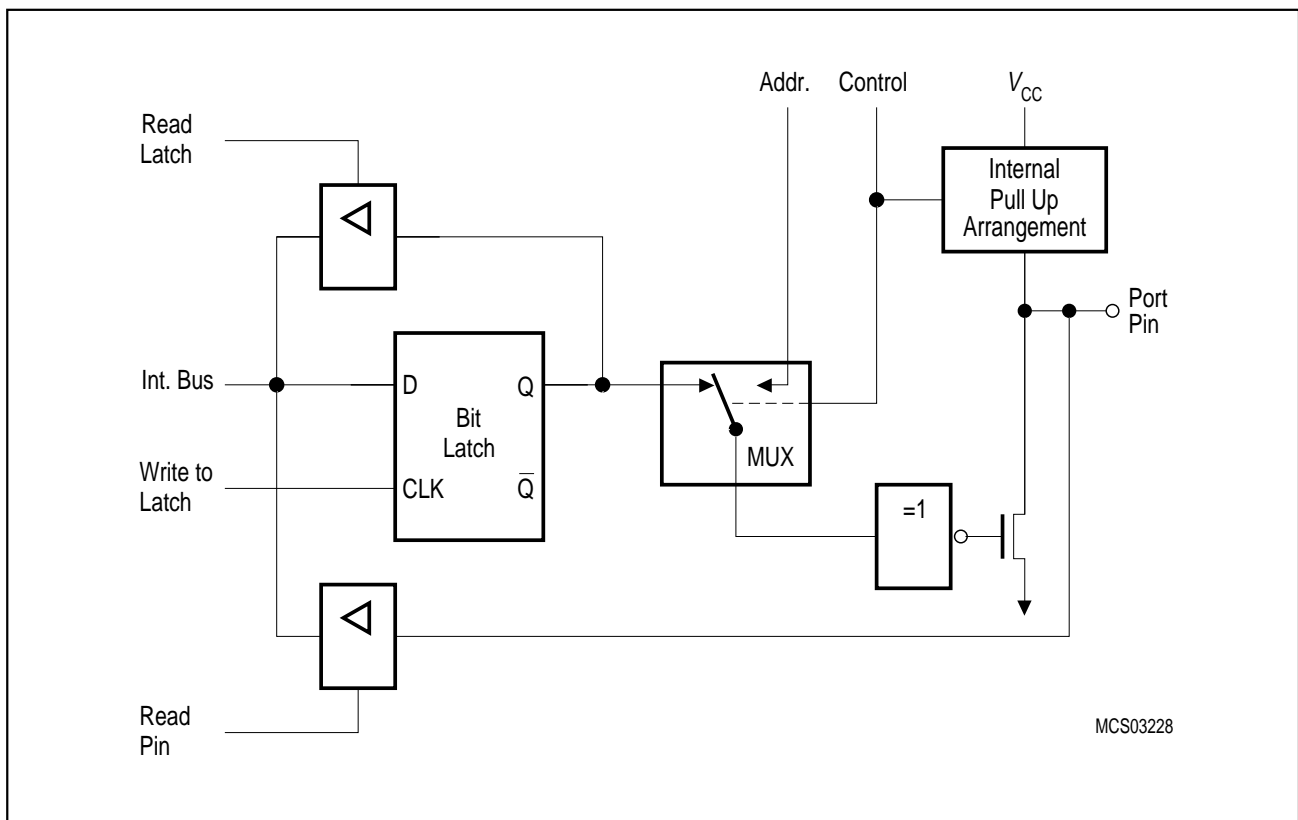 Addr.
Control
VCC
Read
Latch
Internal
Pull Up
Arrangement
Port
Pin
Int. Bus
D
Q
Bit
Latch
MUX
Write to
Latch
CLK
Q̅
=1
Read
Pin
MCS03228